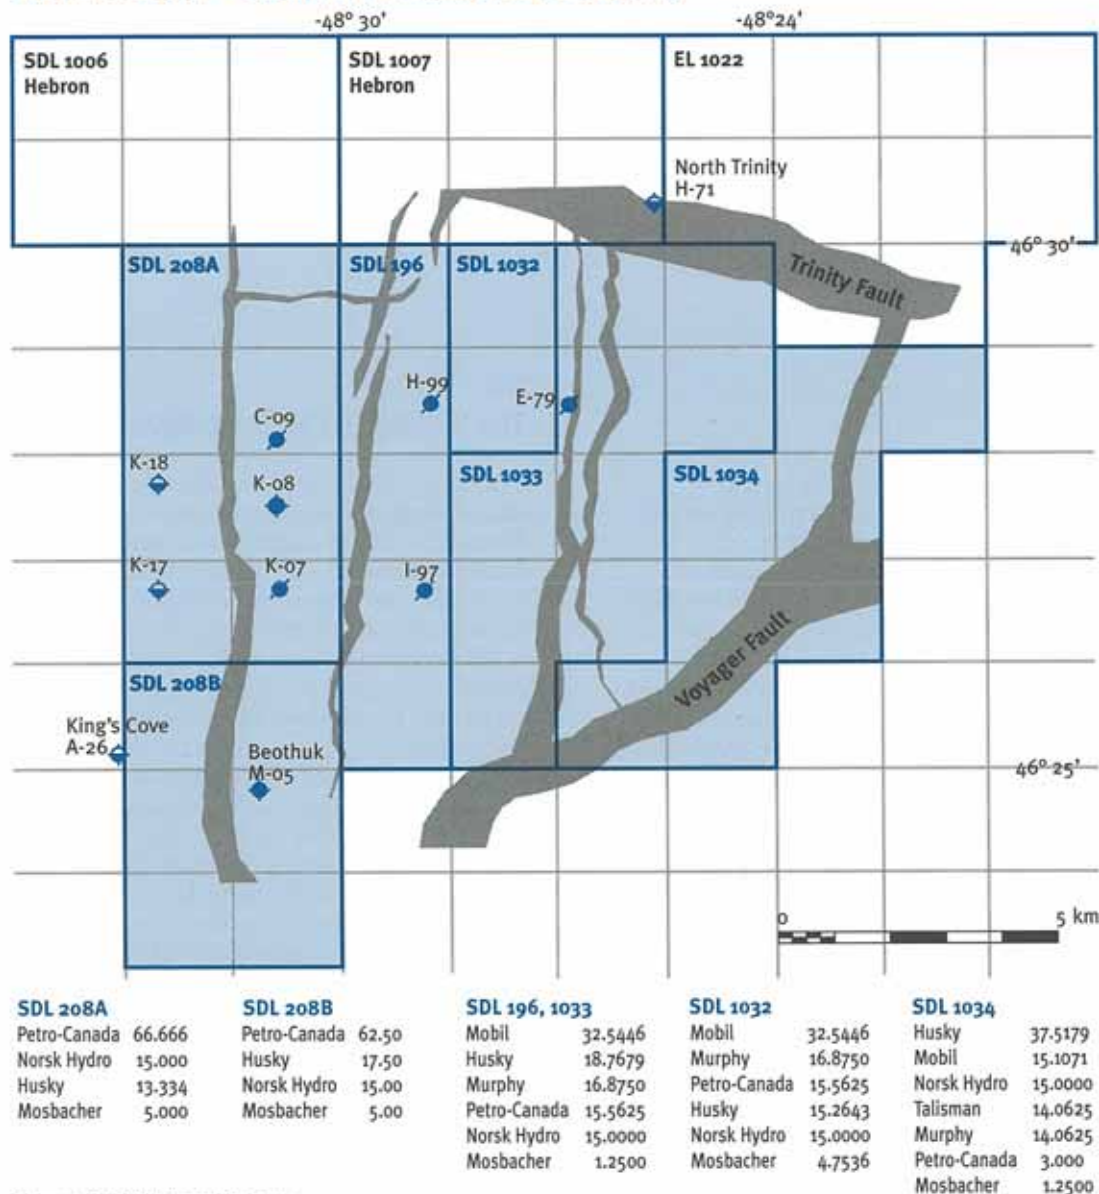 -48° 30'
-48° 24'
SDL 1006
Hebron
SDL 1007
Hebron
EL 1022
North Trinity
H-71
46° 30'
SDL 208A
SDL 196
SDL 1032
Trinity Fault
H-99
E-79
C-09
K-18
K-08
SDL 1033
SDL 1034
K-17
K-07
I-97
SDL 208B
Voyager Fault
King's Cove
A-26
Beothuk
M-05
46° 25'
0 5 km
SDL 208A
Petro-Canada 66.666
Norsk Hydro 15.000
Husky 13.334
Mosbacher 5.000
SDL 208B
Petro-Canada 62.50
Husky 17.50
Norsk Hydro 15.00
Mosbacher 5.00
SDL 196, 1033
Mobil 32.5446
Husky 18.7679
Murphy 16.8750
Petro-Canada 15.5625
Norsk Hydro 15.0000
Mosbacher 1.2500
SDL 1032
Mobil 32.5446
Murphy 16.8750
Petro-Canada 15.5625
Husky 15.2643
Norsk Hydro 15.0000
Mosbacher 4.7536
SDL 1034
Husky 37.5179
Mobil 15.1071
Norsk Hydro 15.0000
Talisman 14.0625
Murphy 14.0625
Petro-Canada 3.000
Mosbacher 1.2500